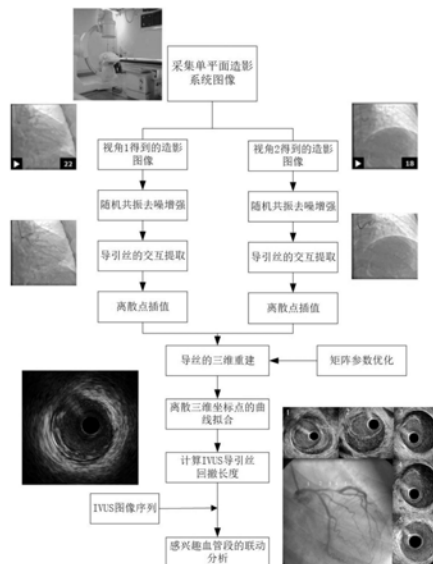 采集单平面造影
系统图像
22
18
视角1得到的造影
图像
视角2得到的造影
图像
随机共振去噪增强
随机共振去噪增强
导引丝的交互提取
导引丝的交互提取
离散点插值
离散点插值
导丝的三维重建
矩阵参数优化
离散三维坐标点的曲
线拟合
计算IVUS导引丝
回撤长度
IVUS图像序列
感兴趣血管段的联动
分析